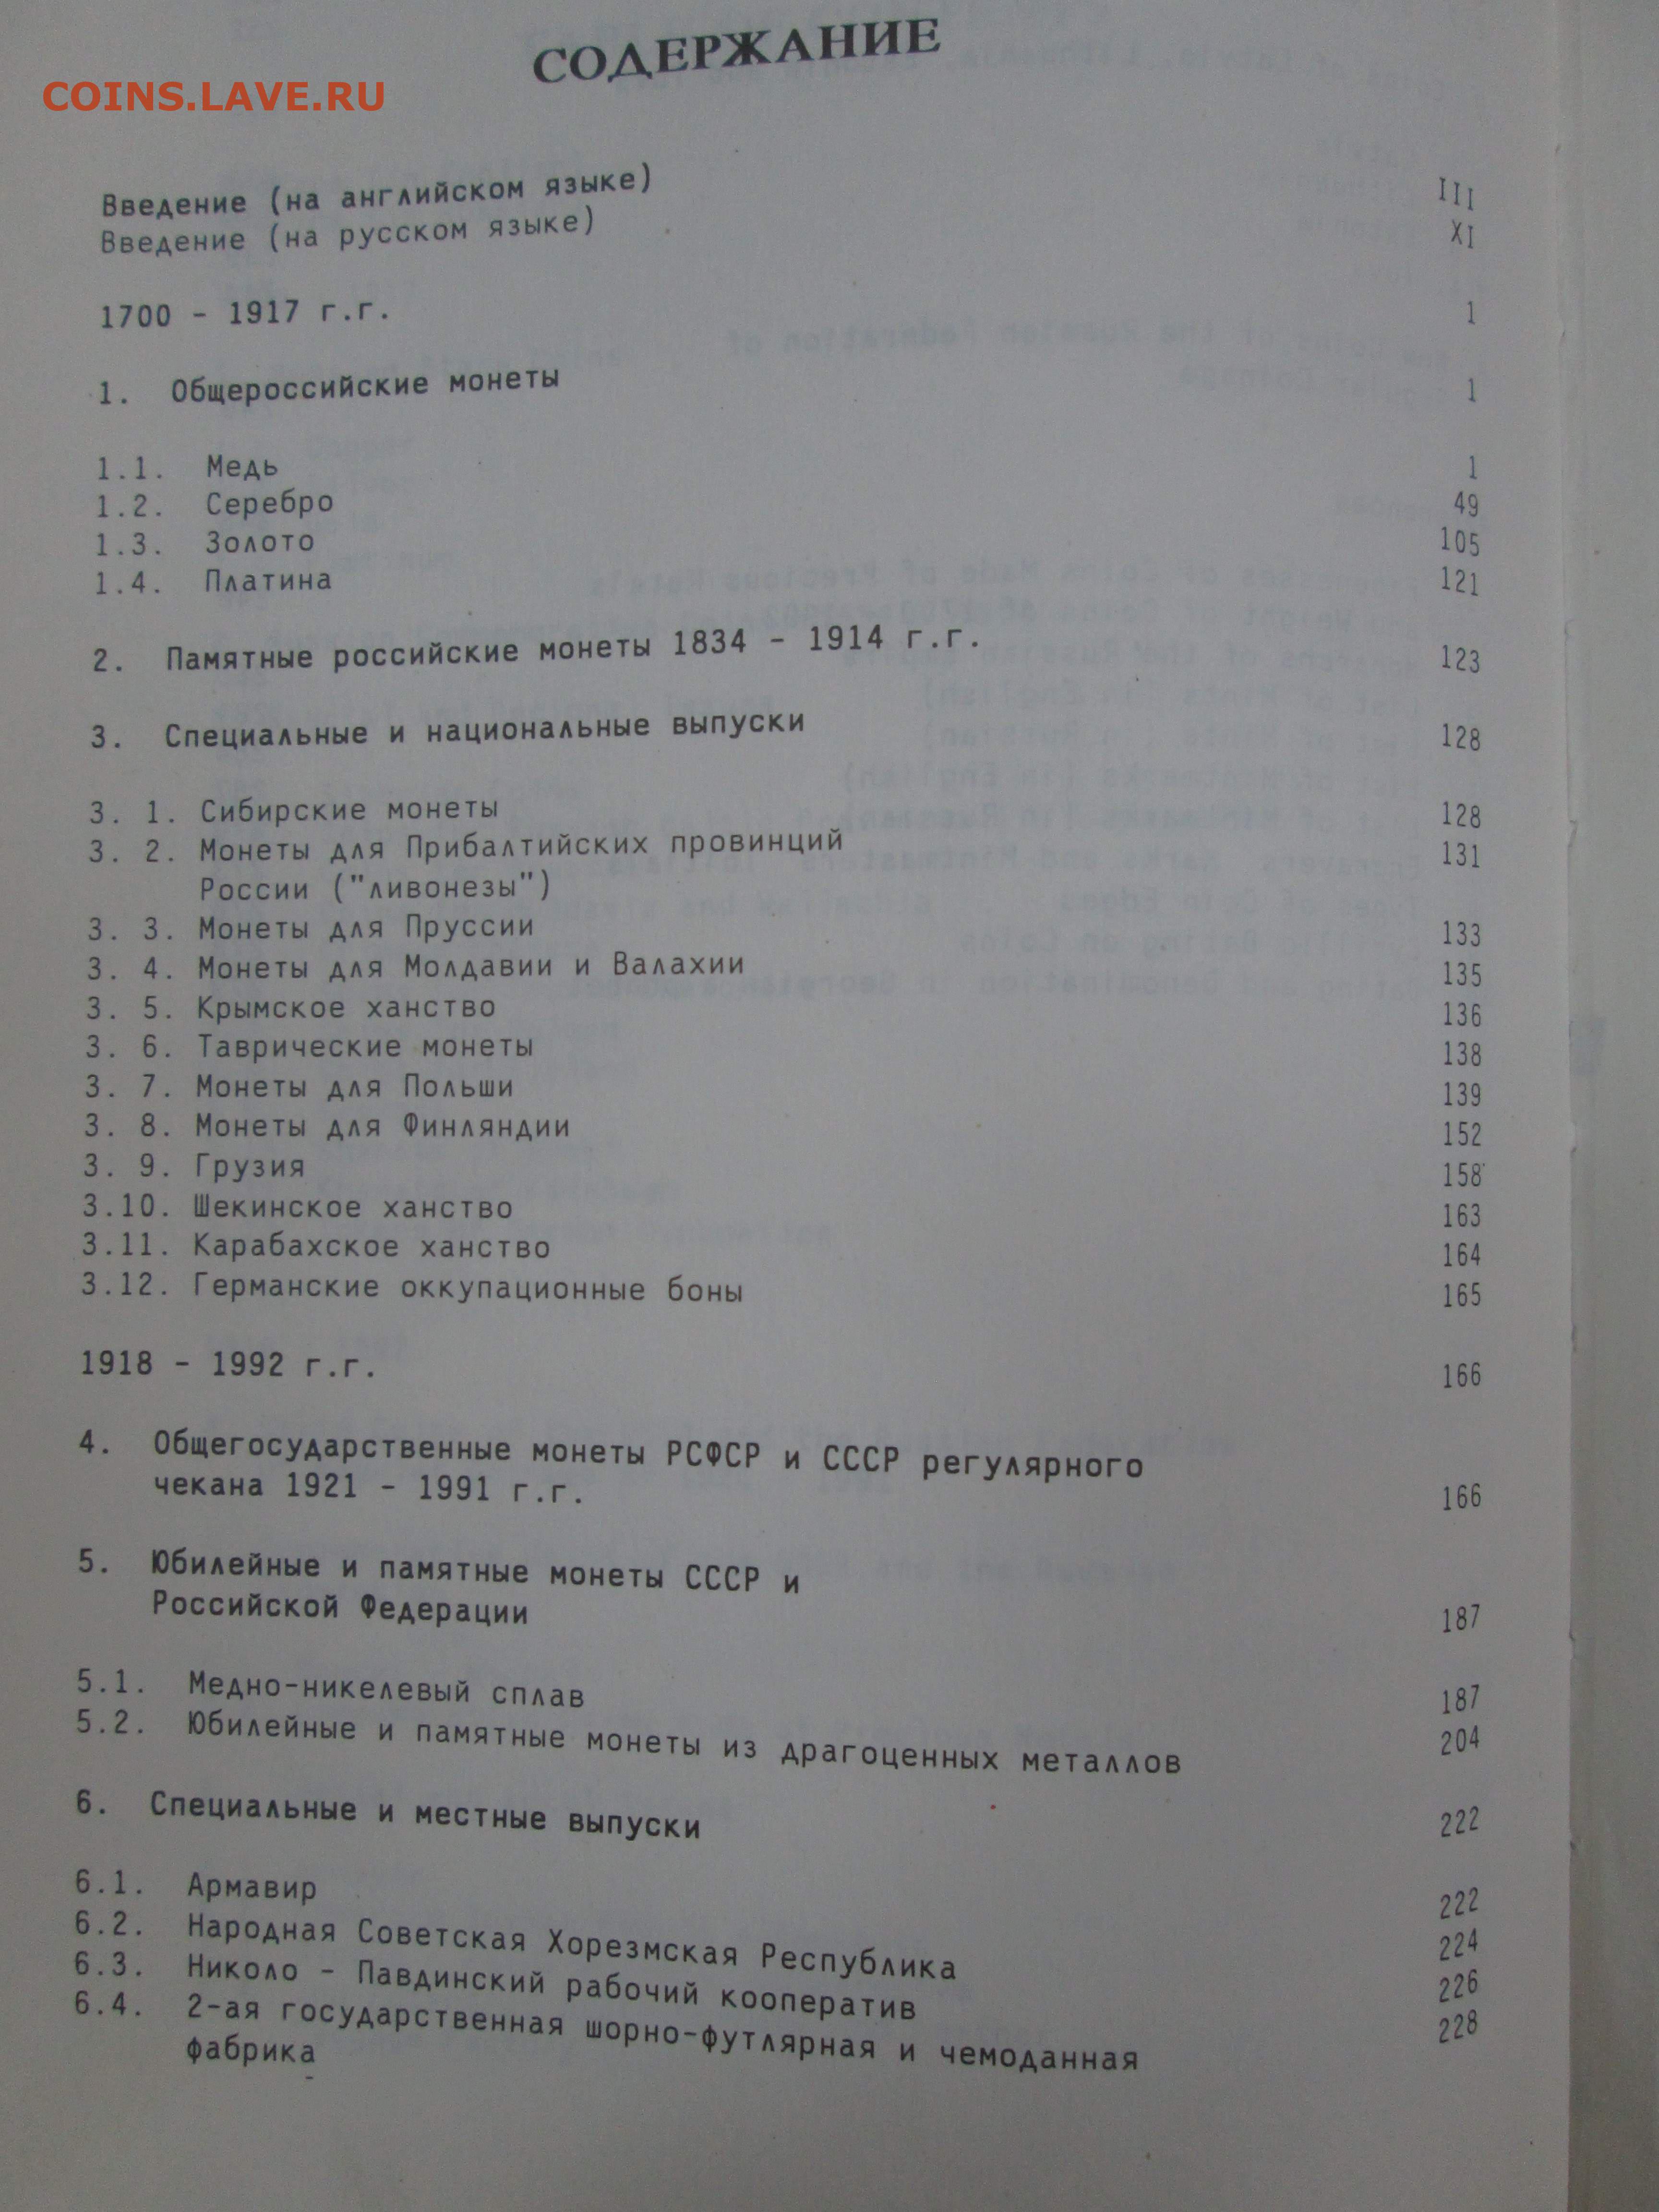 СОДЕРЖАНИЕ
COINS.LAVE.RU
Введение (на английском языке) III
Введение (на русском языке) XI
1700 - 1917 г.г. 1
1. Общероссийские монеты 1
1.1. Медь 1
1.2. Серебро 49
1.3. Золото 105
1.4. Платина 121
2. Памятные российские монеты 1834 - 1914 г.г. 123
3. Специальные и национальные выпуски 128
3. 1. Сибирские монеты 128
3. 2. Монеты для Прибалтийских провинций 131
России ("ливонезы")
3. 3. Монеты для Пруссии 133
3. 4. Монеты для Молдавии и Валахии 135
3. 5. Крымское ханство 136
3. 6. Таврические монеты 138
3. 7. Монеты для Польши 139
3. 8. Монеты для Финляндии 152
3. 9. Грузия 158
3.10. Шекинское ханство 163
3.11. Карабахское ханство 164
3.12. Германские оккупационные боны 165
1918 - 1992 г.г. 166
4. Общегосударственные монеты РСФСР и СССР регулярного
чекана 1921 - 1991 г.г. 166
5. Юбилейные и памятные монеты СССР и
Российской Федерации 187
5.1. Медно-никелевый сплав 187
5.2. Юбилейные и памятные монеты из драгоценных металлов 204
6. Специальные и местные выпуски 222
6.1. Армавир 222
6.2. Народная Советская Хорезмская Республика 224
6.3. Николо - Павдинский рабочий кооператив 226
6.4. 2-ая государственная шорно-футлярная и чемоданная 228
фабрика